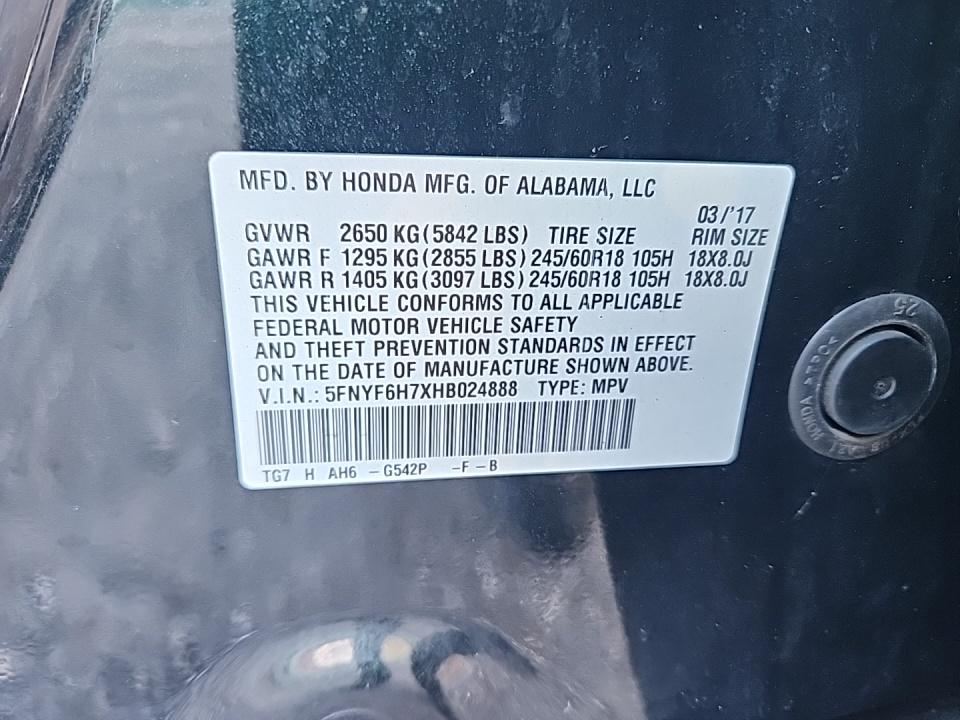 MFD. BY HONDA MFG. OF ALABAMA, LLC
03/'17
GVWR 2650 KG(5842 LBS) TIRE SIZE RIM SIZE
GAWR F 1295 KG(2855 LBS)245/60R18 105H 18X8.0J
GAWR R 1405 KG(3097 LBS)245/60R18 105H 18X8.0J
THIS VEHICLE CONFORMS TO ALL APPLICABLE
FEDERAL MOTOR VEHICLE SAFETY
AND THEFT PREVENTION STANDARDS IN EFFECT
ON THE DATE OF MANUFACTURE SHOWN ABOVE.
V.I.N.: 5FNYF6H7XHB024888 TYPE: MPV
TG7 H AH6 -G542P -F-B
25
HONDA